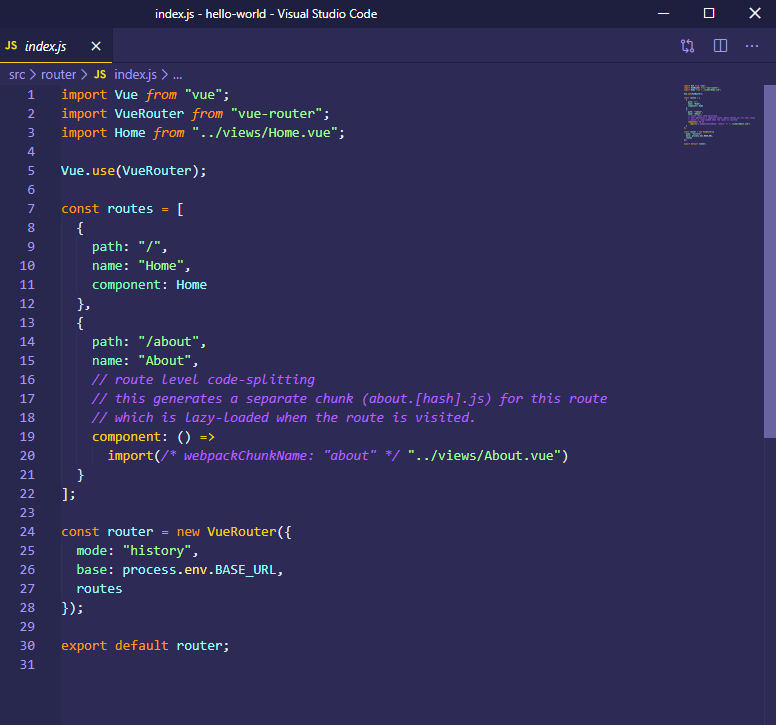 index.js - hello-world - Visual Studio Code
JS index.js
src > router > JS index.js > ...
1 import Vue from "vue";
2 import VueRouter from "vue-router";
3 import Home from "../views/Home.vue";
4
5 Vue.use(VueRouter);
6
7 const routes = [
8   {
9     path: "/",
10     name: "Home",
11     component: Home
12   },
13   {
14     path: "/about",
15     name: "About",
16     // route level code-splitting
17     // this generates a separate chunk (about.[hash].js) for this route
18     // which is lazy-loaded when the route is visited.
19     component: () =>
20       import(/* webpackChunkName: "about" */ "../views/About.vue")
21   }
22 ];
23
24 const router = new VueRouter({
25   mode: "history",
26   base: process.env.BASE_URL,
27   routes
28 });
29
30 export default router;
31